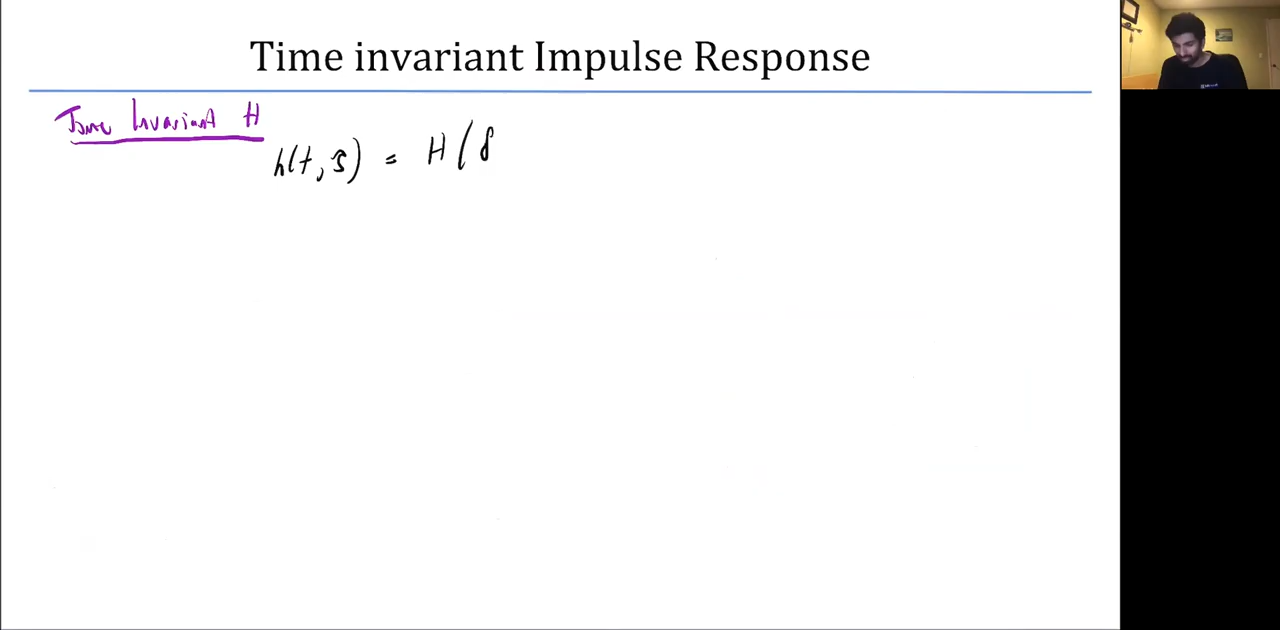 Time invariant Impulse Response
Time Invariant H
h(t, s) = H(δ